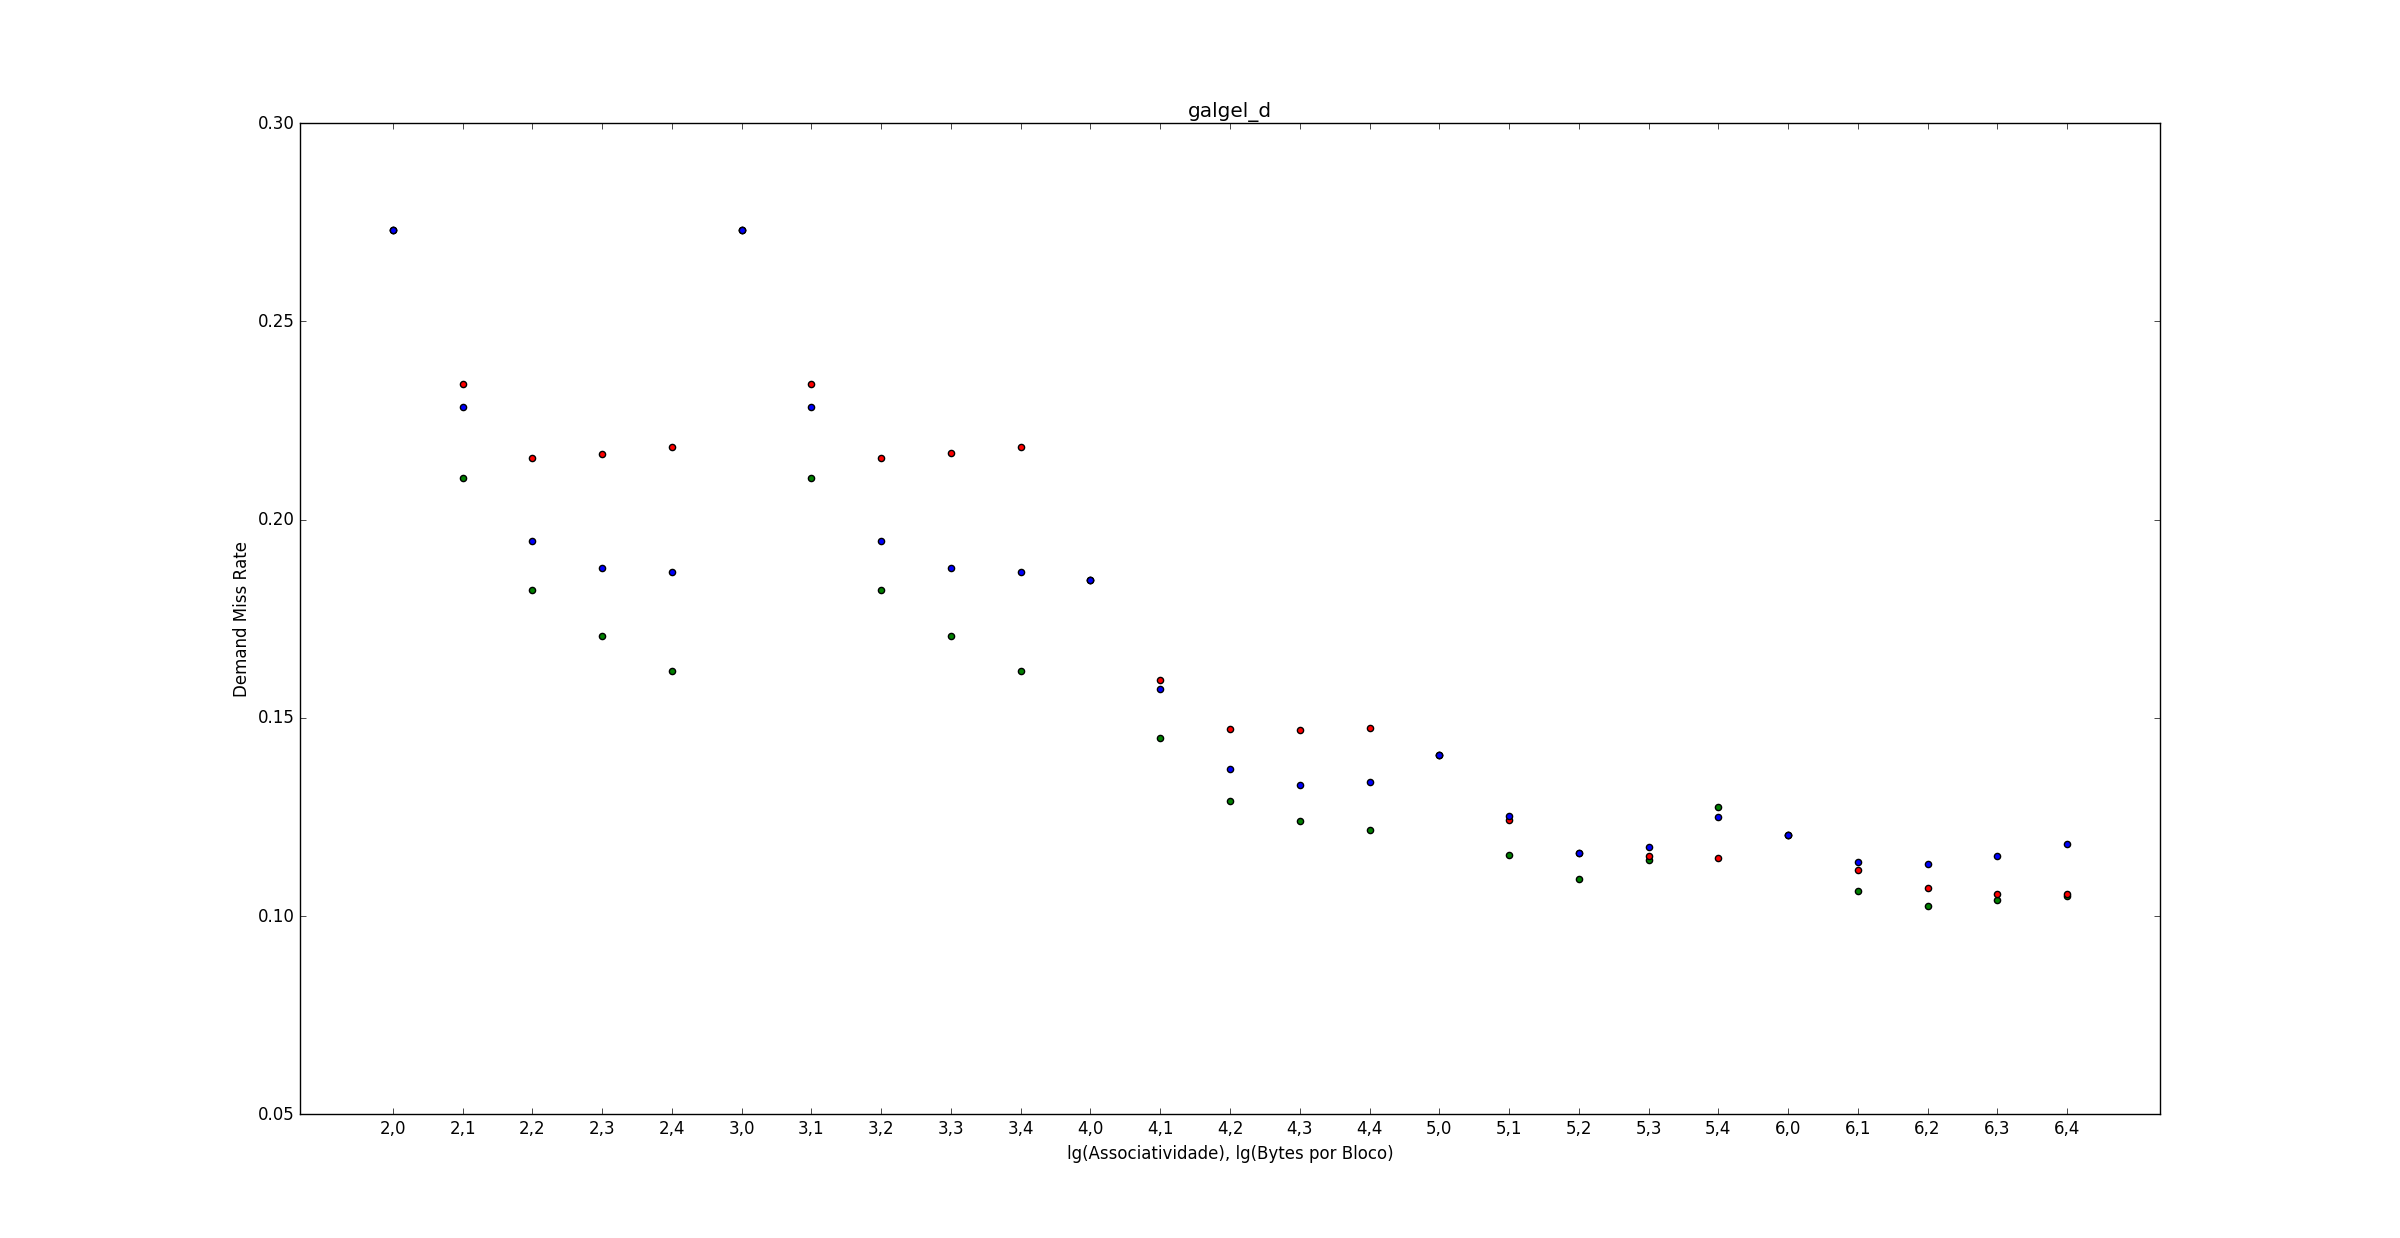 galgel_d
0.30
0.25
0.20
0.15
0.10
0.05
Demand Miss Rate
2,0 2,1 2,2 2,3 2,4 3,0 3,1 3,2 3,3 3,4 4,0 4,1 4,2 4,3 4,4 5,0 5,1 5,2 5,3 5,4 6,0 6,1 6,2 6,3 6,4
lg(Associatividade), lg(Bytes por Bloco)